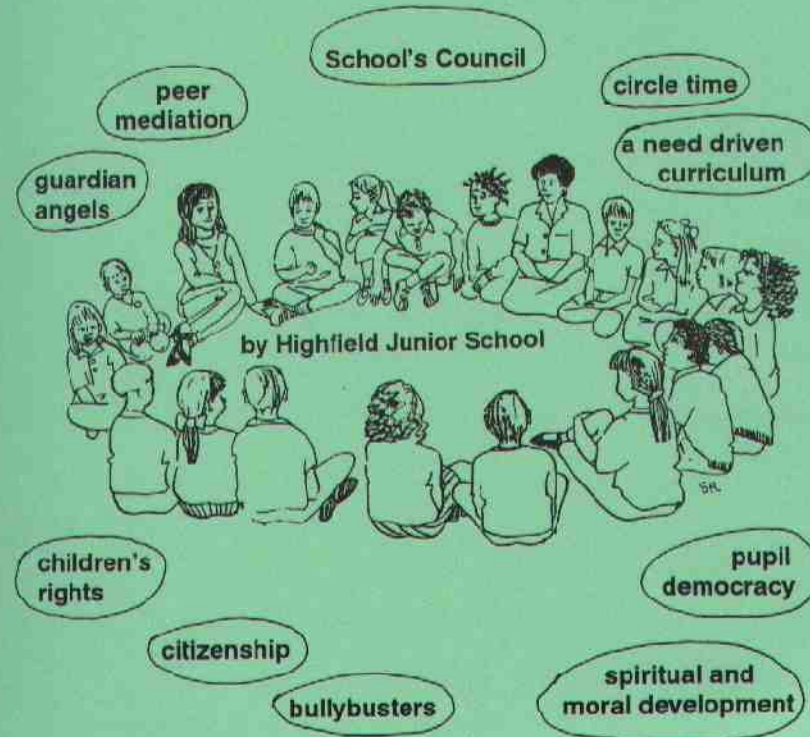 School's Council
peer
mediation
circle time
a need driven
curriculum
guardian
angels
by Highfield Junior School
SR
children's
rights
pupil
democracy
citizenship
spiritual and
moral development
bullybusters